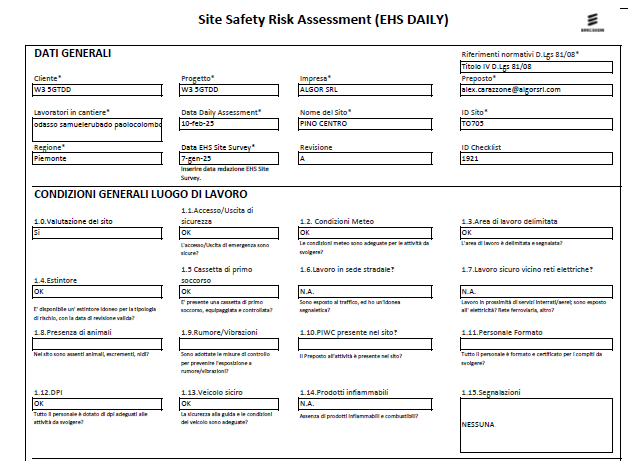 Site Safety Risk Assessment (EHS DAILY)
ERICSSON
DATI GENERALI
Riferimenti normativi D.Lgs 81/08*
Titolo IV D.Lgs 81/08
Cliente*
Progetto*
Impresa*
Preposto*
W3 5GTDD
W3 5GTDD
ALGOR SRL
alex.carazzone@algorsrl.com
Lavoratori in cantiere*
Data Daily Assessment*
Nome del Sito*
ID Sito*
odasso samuelerubado paolocolombo
10-feb-25
PINO CENTRO
TO705
Regione*
Data EHS Site Survey*
Revisione
ID Checklist
Piemonte
7-gen-25
A
1921
Inserire data redazione EHS Site
Survey.
CONDIZIONI GENERALI LUOGO DI LAVORO
1.0.Valutazione del sito
1.1.Accesso/Uscita di
sicurezza
1.2. Condizioni Meteo
1.3.Area di lavoro delimitata
Si
OK
OK
OK
L'accesso/Uscita di emergenza sono
sicure?
Le condizioni meteo sono adeguate per le attività da
svolgere?
L'area di lavoro è delimitata e segnalata?
1.4.Estintore
1.5 Cassetta di primo
soccorso
1.6.Lavoro in sede stradale?
1.7.Lavoro sicuro vicino reti elettriche?
OK
OK
N.A.
N.A.
E' disponibile un' estintore idoneo per la tipologia
di rischio, con la data di revisione valida?
E' presente una cassetta di primo
soccorso, equipaggiata e controllata?
Sono esposto al traffico, ed ho un'idonea
segnaletica?
Lavoro in prossimità di servizi interrati/aerei; sono esposto
all' elettricità? Rete ferroviaria, altro?
1.8.Presenza di animali
1.9.Rumore/Vibrazioni
1.10.PiWC presente nel sito?
1.11.Personale Formato
Nel sito sono assenti animali, escrementi, nidi?
Sono adottate le misure di controllo
per prevenire l'esposizione a
rumore/vibrazioni?
Il Preposto all'attività è presente nel sito?
Tutto il personale è formato e certificato per i compiti da
svolgere?
1.12.DPI
1.13.Veicolo siciro
1.14.Prodotti infiammabili
1.15.Segnalazioni
OK
OK
N.A.
NESSUNA
Tutto il personale è dotato di dpi adeguati alle
attività da svolgere?
La sicurezza alla guida e le condizioni
del veicolo sono adeguate?
Assenza di prodotti infiammabili e combustibili?